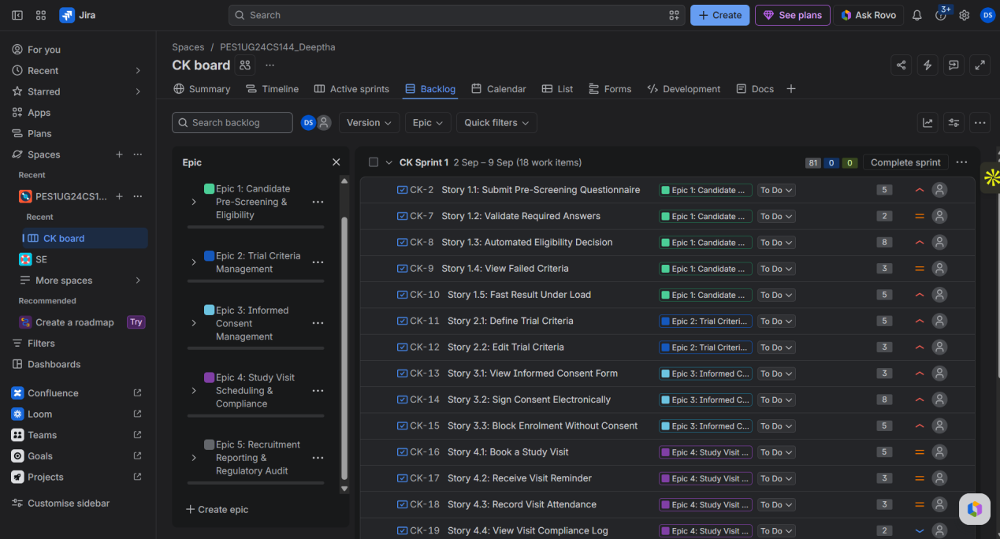 Jira
Search
Create
See plans
Ask Rovo
3+
DS
For you
Recent
Starred
Apps
Plans
Spaces
Recent
PES1UG24CS1...
Recent
CK board
SE
More spaces
Recommended
Create a roadmap
Try
Filters
Dashboards
Confluence
Loom
Teams
Goals
Projects
Customise sidebar
Spaces / PES1UG24CS144_Deeptha
CK board
Summary
Timeline
Active sprints
Backlog
Calendar
List
Forms
Development
Docs
Search backlog
DS
Version
Epic
Quick filters
Epic
Epic 1: Candidate
Pre-Screening &
Eligibility
Epic 2: Trial Criteria
Management
Epic 3: Informed
Consent
Management
Epic 4: Study Visit
Scheduling &
Compliance
Epic 5: Recruitment
Reporting &
Regulatory Audit
Create epic
CK Sprint 1 2 Sep – 9 Sep (18 work items) 81 0 0 Complete sprint
CK-2 Story 1.1: Submit Pre-Screening Questionnaire Epic 1: Candidate ... To Do 5
CK-7 Story 1.2: Validate Required Answers Epic 1: Candidate ... To Do 2
CK-8 Story 1.3: Automated Eligibility Decision Epic 1: Candidate ... To Do 8
CK-9 Story 1.4: View Failed Criteria Epic 1: Candidate ... To Do 3
CK-10 Story 1.5: Fast Result Under Load Epic 1: Candidate ... To Do 5
CK-11 Story 2.1: Define Trial Criteria Epic 2: Trial Criteri... To Do 5
CK-12 Story 2.2: Edit Trial Criteria Epic 2: Trial Criteri... To Do 3
CK-13 Story 3.1: View Informed Consent Form Epic 3: Informed C... To Do 3
CK-14 Story 3.2: Sign Consent Electronically Epic 3: Informed C... To Do 8
CK-15 Story 3.3: Block Enrolment Without Consent Epic 3: Informed C... To Do 5
CK-16 Story 4.1: Book a Study Visit Epic 4: Study Visit ... To Do 5
CK-17 Story 4.2: Receive Visit Reminder Epic 4: Study Visit ... To Do 3
CK-18 Story 4.3: Record Visit Attendance Epic 4: Study Visit ... To Do 3
CK-19 Story 4.4: View Visit Compliance Log Epic 4: Study Visit ... To Do 2